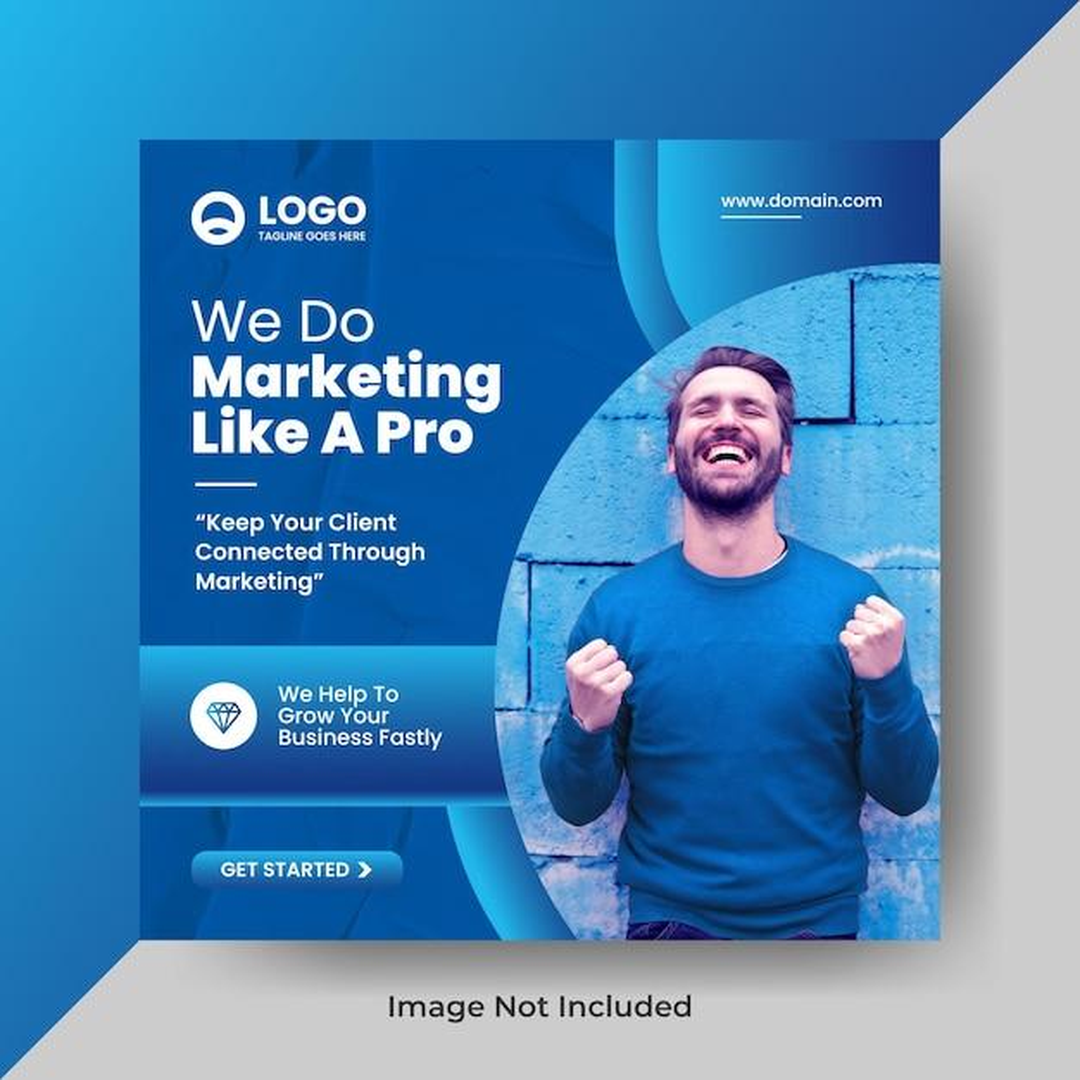 LOGO
TAGLINE GOES HERE
www.domain.com
We Do
Marketing
Like A Pro
“Keep Your Client
Connected Through
Marketing”
We Help To
Grow Your
Business Fastly
GET STARTED
Image Not Included